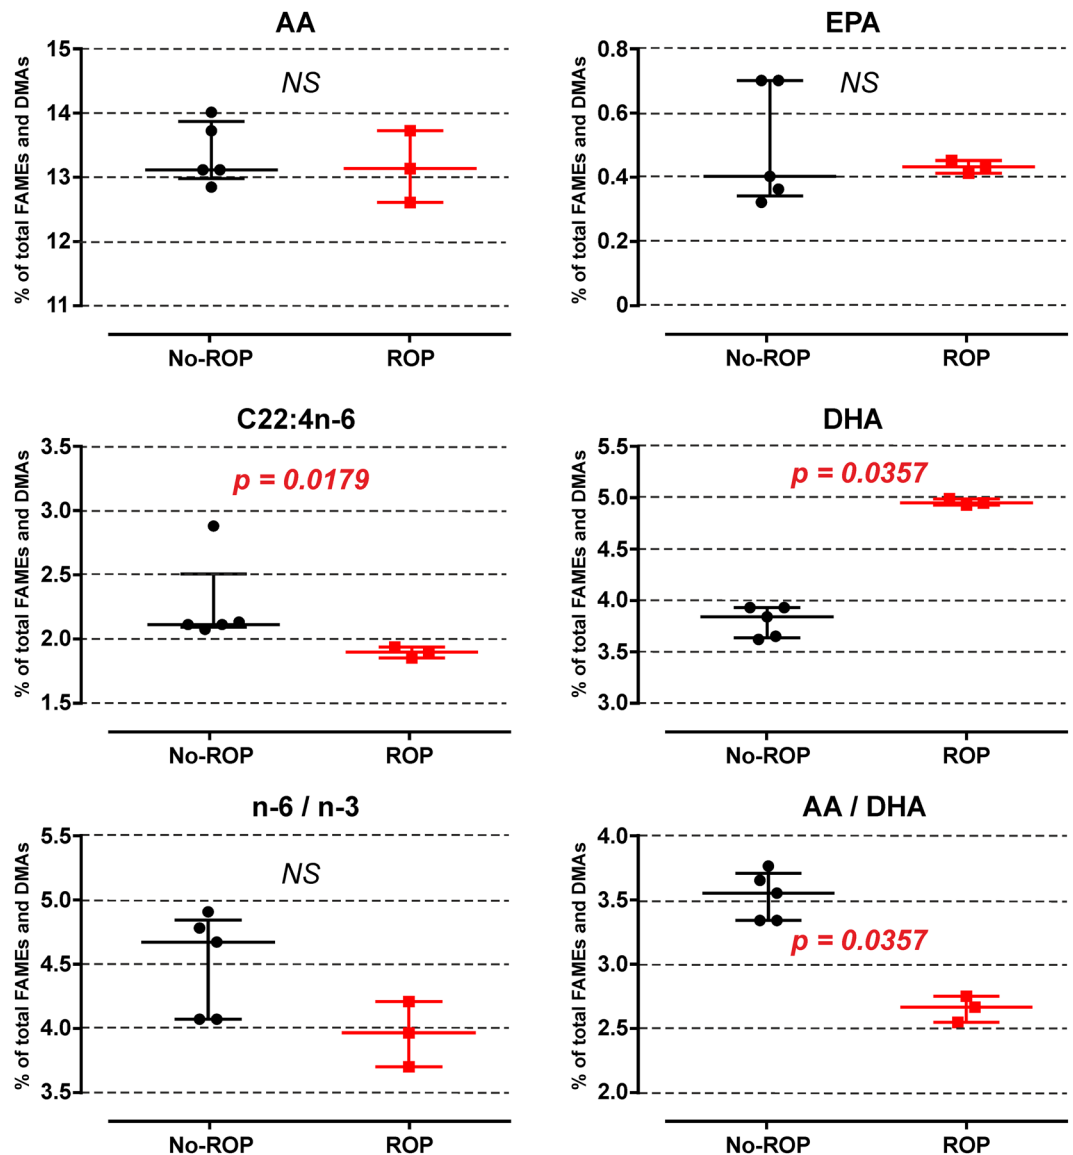 AA
% of total FAMEs and DMAs
15
14
13
12
11
NS
No-ROP
ROP
EPA
% of total FAMEs and DMAs
0.8
0.6
0.4
0.2
0
NS
No-ROP
ROP
C22:4n-6
% of total FAMEs and DMAs
3.5
3.0
2.5
2.0
1.5
p = 0.0179
No-ROP
ROP
DHA
% of total FAMEs and DMAs
5.5
5.0
4.5
4.0
3.5
3.0
p = 0.0357
No-ROP
ROP
n-6 / n-3
% of total FAMEs and DMAs
5.5
5.0
4.5
4.0
3.5
NS
No-ROP
ROP
AA / DHA
% of total FAMEs and DMAs
4.0
3.5
3.0
2.5
2.0
p = 0.0357
No-ROP
ROP